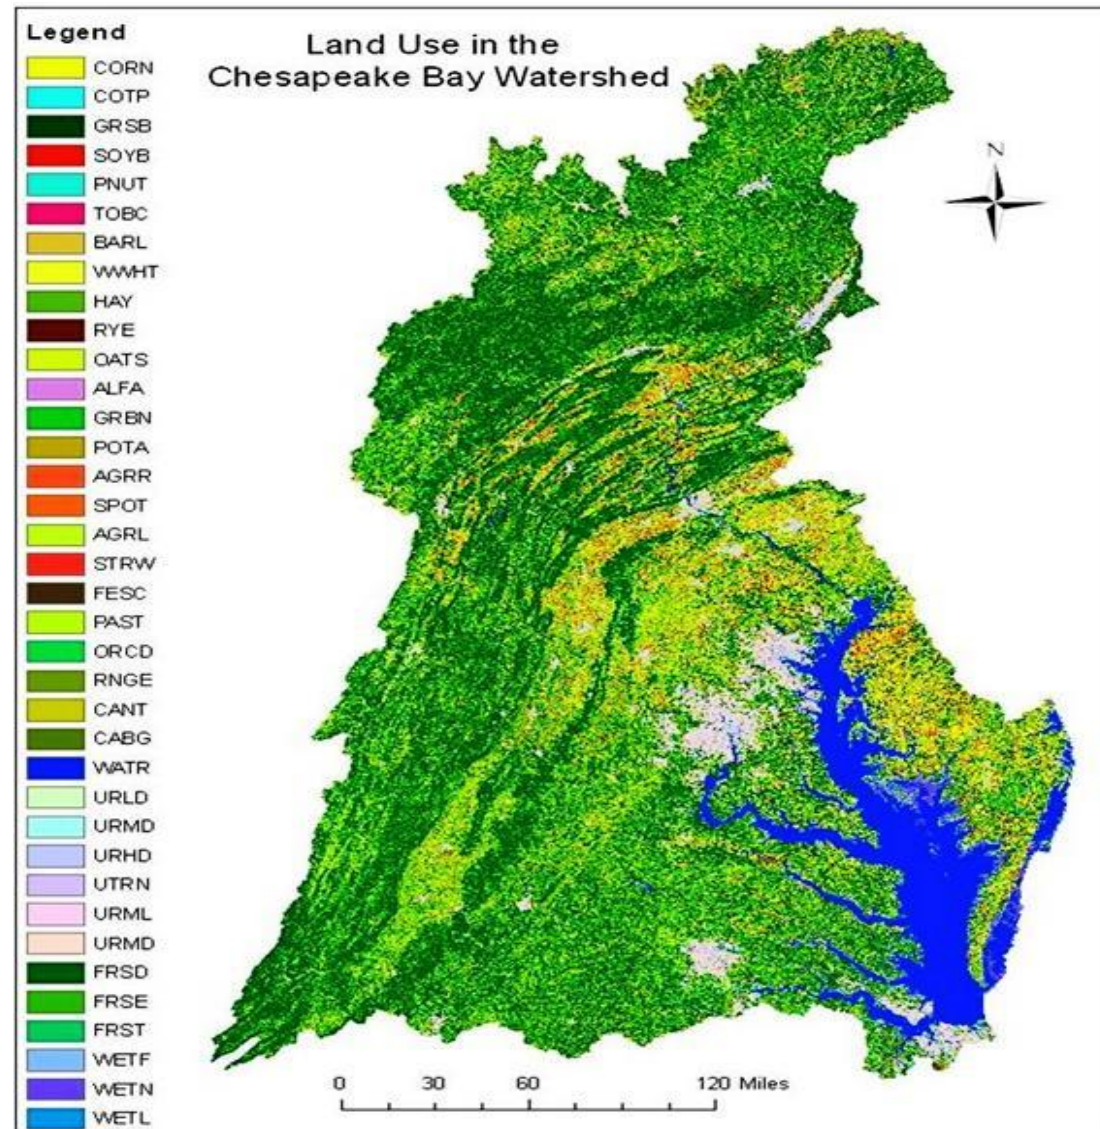 Legend
Land Use in the
Chesapeake Bay Watershed
CORN
COTP
GRSB
SOYB
PNUT
TOBC
BARL
WWHT
HAY
RYE
OATS
ALFA
GRBN
POTA
AGRR
SPOT
AGRL
STRW
FESC
PAST
ORCD
RNGE
CANT
CABG
WATR
URLD
URMD
URHD
UTRN
URML
URMD
FRSD
FRSE
FRST
WETF
WETN
WETL
N
0 30 60 120 Miles